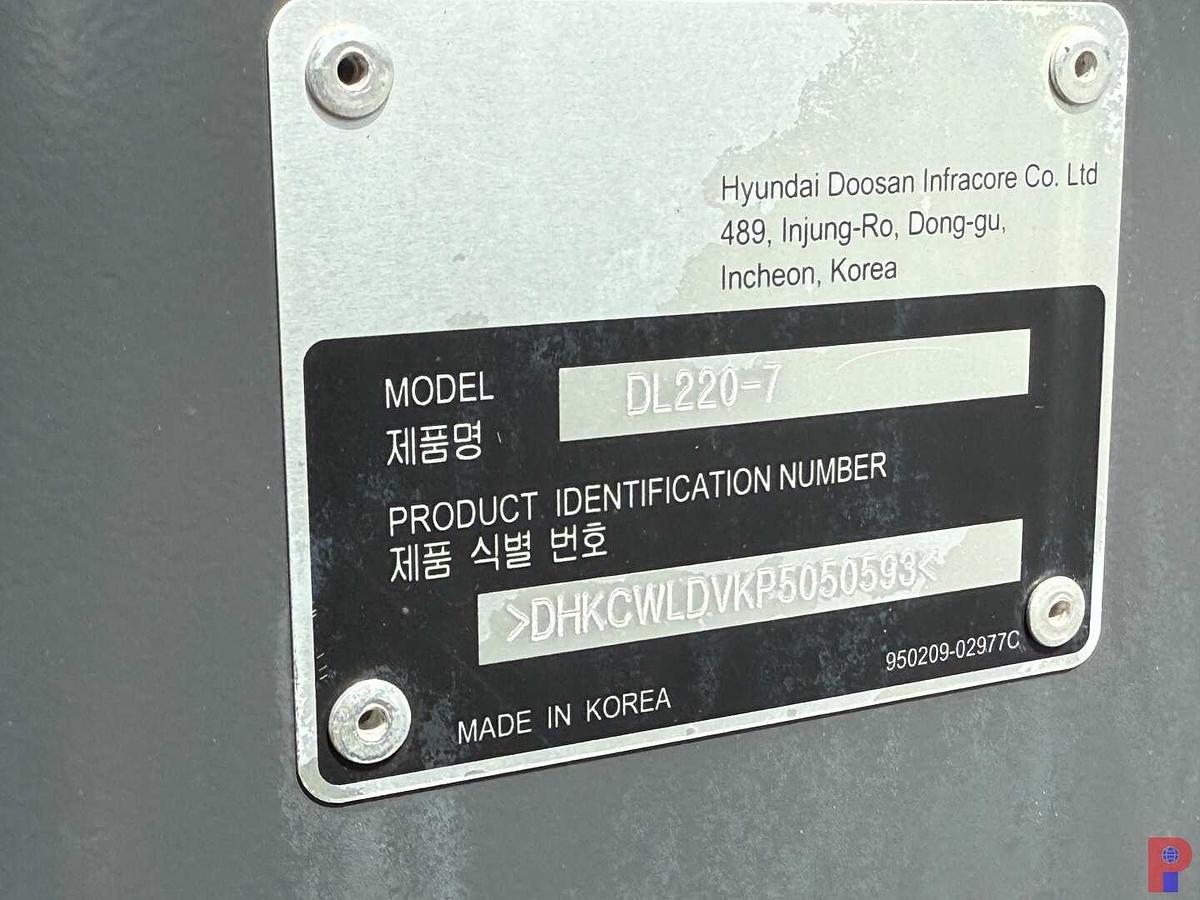 Hyundai Doosan Infracore Co. Ltd
489, Injung-Ro, Dong-gu,
Incheon, Korea
MODEL DL220-7
제품명
PRODUCT IDENTIFICATION NUMBER
제품 식별 번호
>DHKCWLDVKP5050593<
950209-02977C
MADE IN KOREA